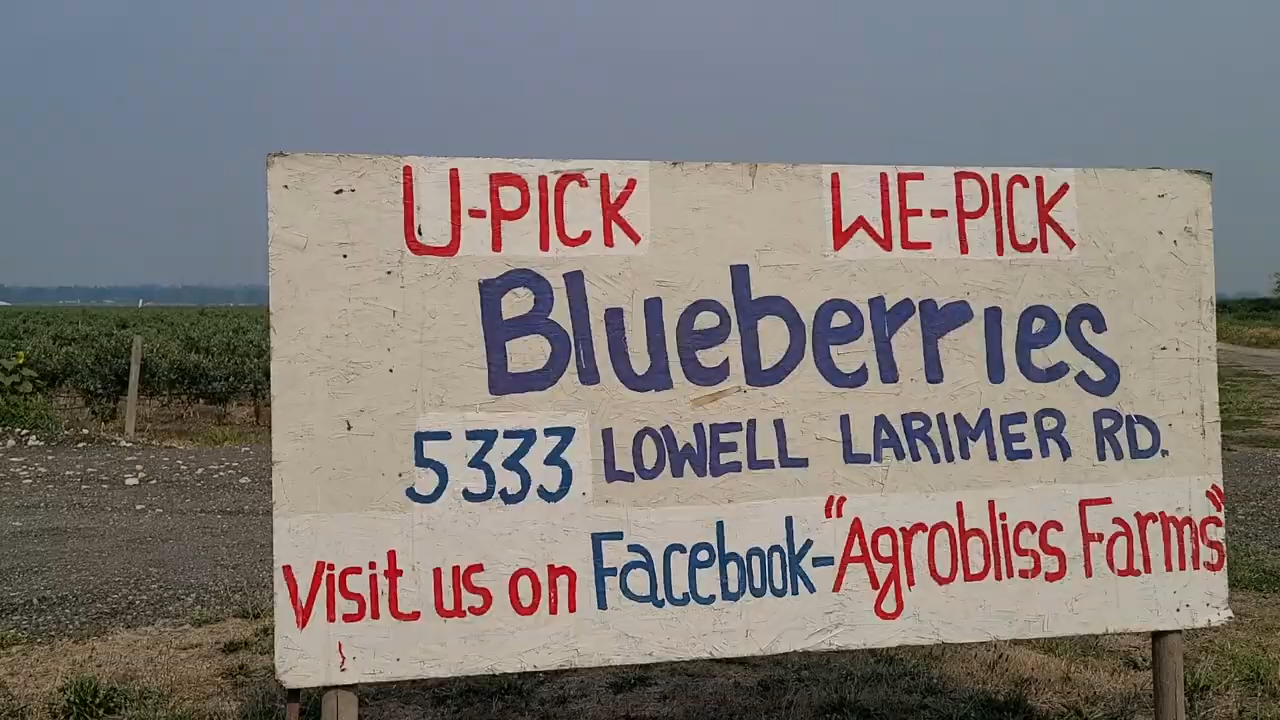 U-PICK WE-PICK
Blueberries
5333 LOWELL LARIMER RD.
Visit us on Facebook-"Agrobliss Farms"